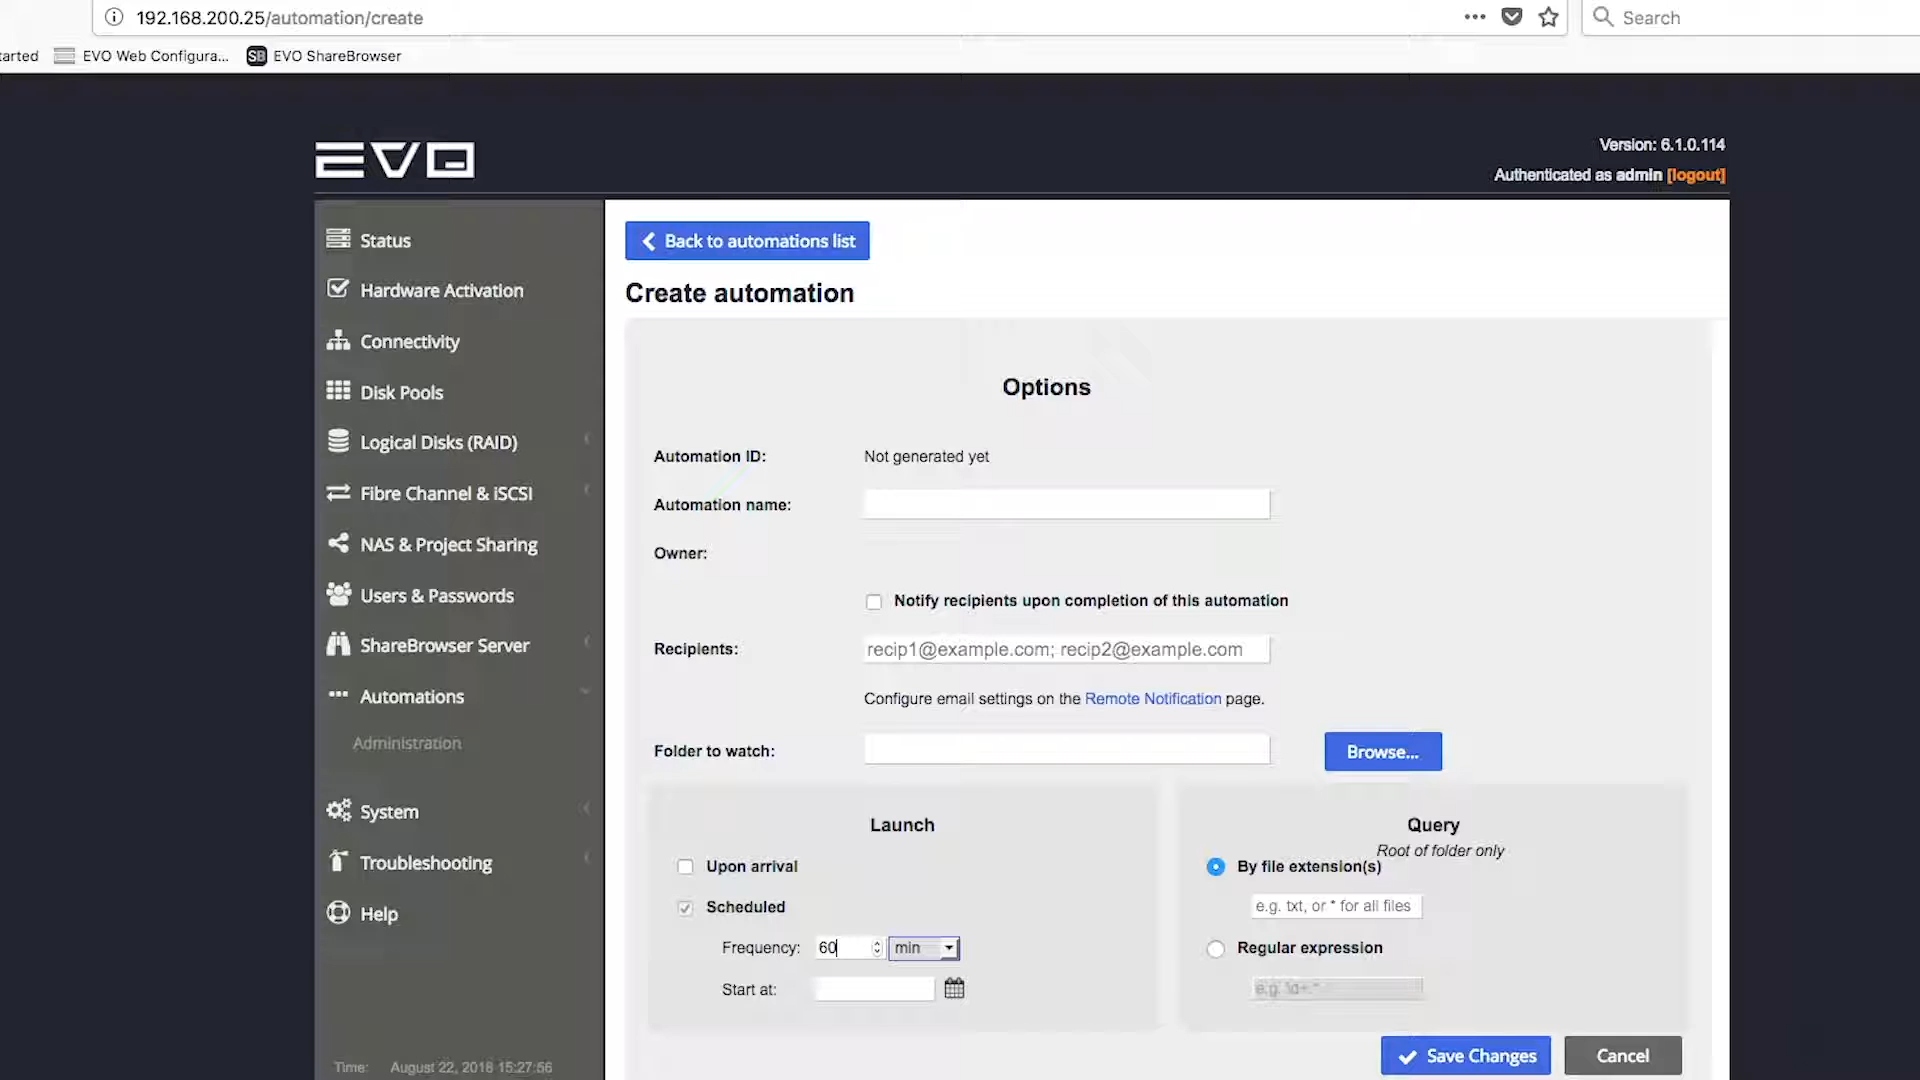 192.168.200.25/automation/create
Search
tarted
EVO Web Configura...
SB EVO ShareBrowser
EVO
Version: 6.1.0.114
Authenticated as admin [logout]
Status
Hardware Activation
Connectivity
Disk Pools
Logical Disks (RAID)
Fibre Channel & iSCSI
NAS & Project Sharing
Users & Passwords
ShareBrowser Server
Automations
Administration
System
Troubleshooting
Help
Time: August 22, 2018 15:27:56
Back to automations list
Create automation
Options
Automation ID: Not generated yet
Automation name:
Owner:
Notify recipients upon completion of this automation
Recipients: recip1@example.com; recip2@example.com
Configure email settings on the Remote Notification page.
Folder to watch: Browse...
Launch
Upon arrival
Scheduled
Frequency: 60 min
Start at:
Query
Root of folder only
By file extension(s)
e.g. txt, or * for all files
Regular expression
e.g. \d+.*
Save Changes
Cancel